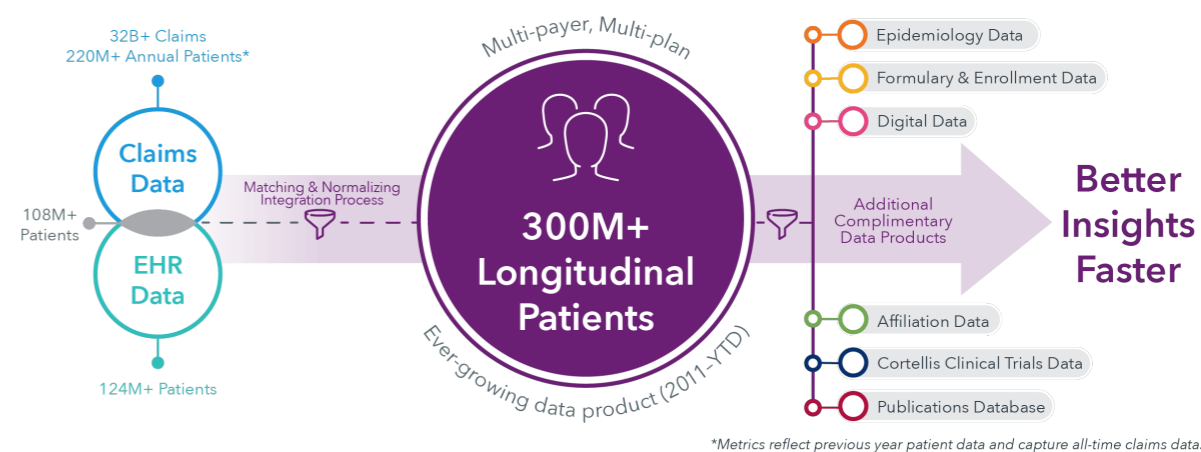 32B+ Claims
220M+ Annual Patients*
Claims
Data
108M+
Patients
EHR
Data
124M+ Patients
Matching & Normalizing
Integration Process
Multi-payer, Multi-plan
300M+
Longitudinal
Patients
Ever-growing data product (2011-YTD)
Epidemiology Data
Formulary & Enrollment Data
Digital Data
Additional
Complimentary
Data Products
Affiliation Data
Cortellis Clinical Trials Data
Publications Database
Better
Insights
Faster
*Metrics reflect previous year patient data and capture all-time claims data.